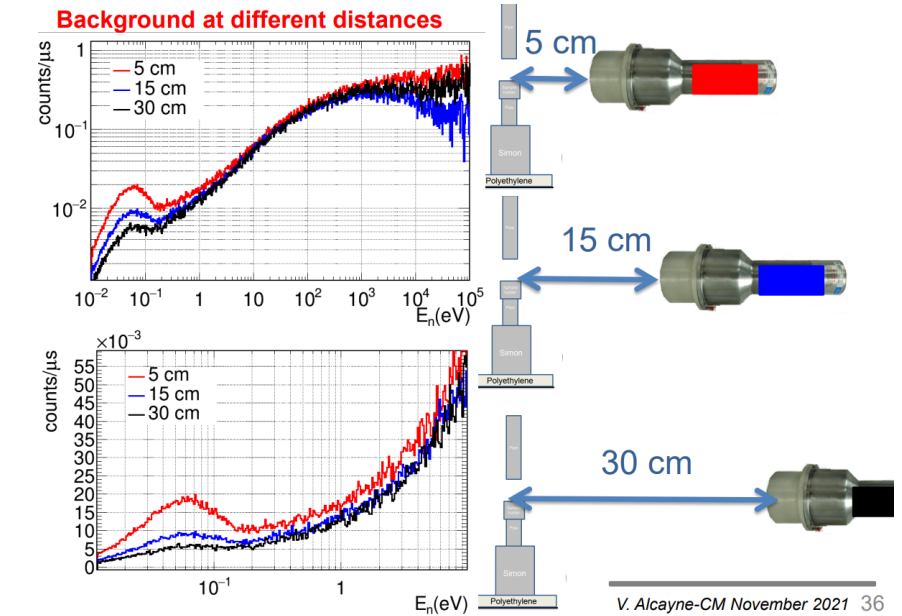 Background at different distances
counts/μs
1
10⁻¹
10⁻²
5 cm
15 cm
30 cm
10⁻² 10⁻¹ 1 10 10² 10³ 10⁴ 10⁵
Eₙ(eV)
5 cm
Simon
Polyethylene
15 cm
Simon
Polyethylene
×10⁻³
counts/μs
55
50
45
40
35
30
25
20
15
10
5
0
5 cm
15 cm
30 cm
10⁻¹ 1
Eₙ(eV)
30 cm
Simon
Polyethylene
V. Alcayne-CM November 2021 36